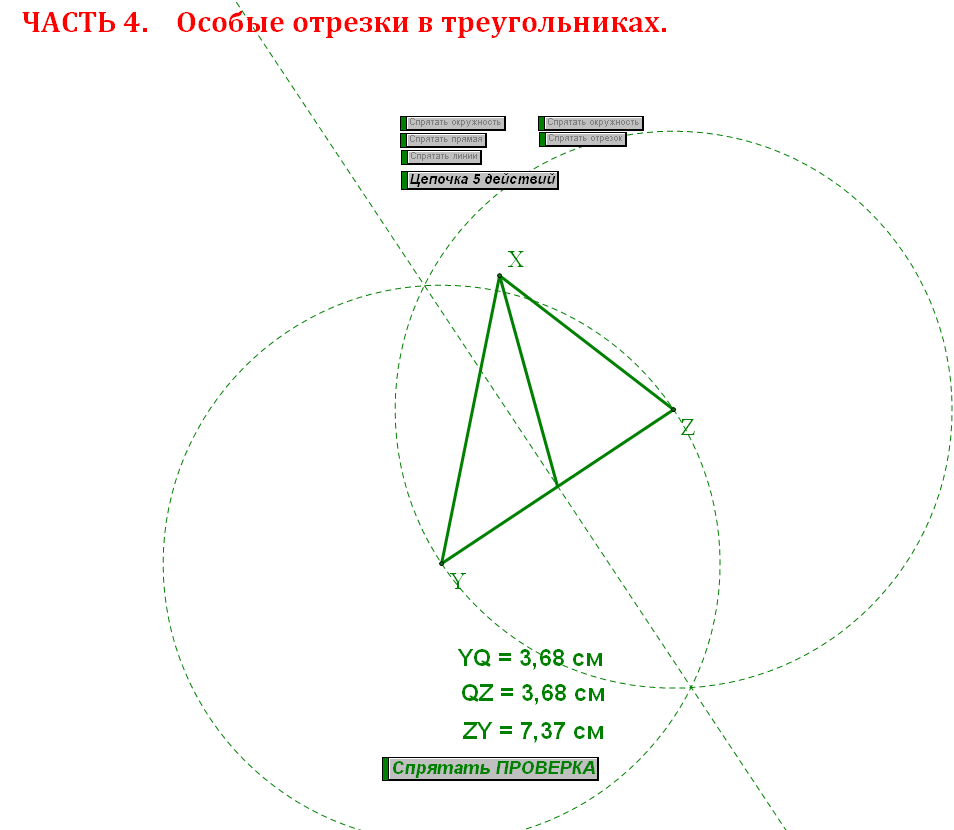 ЧАСТЬ 4. Особые отрезки в треугольниках.
Спрятать окружность
Спрятать окружность
Спрятать прямая
Спрятать отрезок
Спрятать линии
Цепочка 5 действий
X
Z
Y
YQ = 3,68 см
QZ = 3,68 см
ZY = 7,37 см
Спрятать ПРОВЕРКА